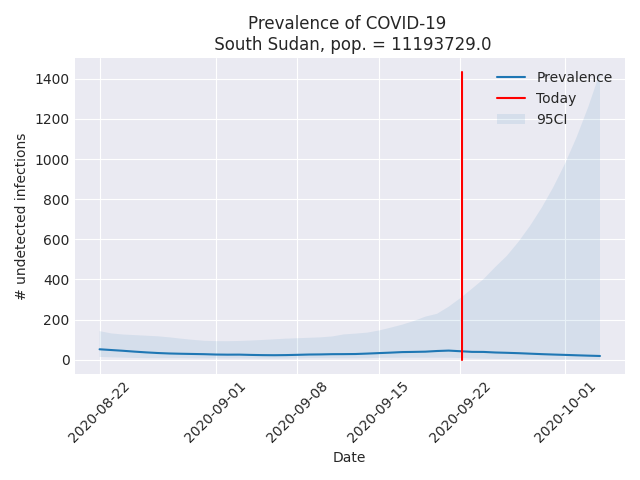 Prevalence of COVID-19
South Sudan, pop. = 11193729.0
Prevalence
Today
95CI
1400
1200
1000
800
600
400
200
0
# undetected infections
2020-08-22
2020-09-01
2020-09-08
2020-09-15
2020-09-22
2020-10-01
Date